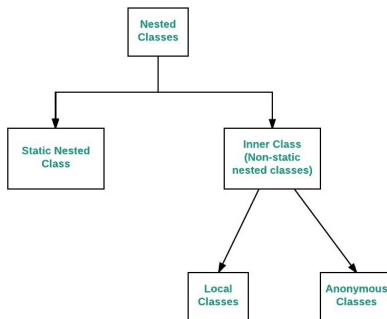 Nested
Classes
Static Nested
Class
Inner Class
(Non-static
nested classes)
Local
Classes
Anonymous
Classes